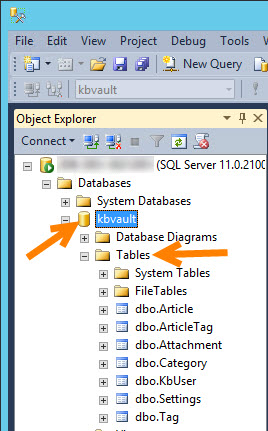 File Edit View Project Debug Tools Wi
New Query
kbvault
Object Explorer
Connect
(SQL Server 11.0.2100
Databases
System Databases
kbvault
Database Diagrams
Tables
System Tables
FileTables
dbo.Article
dbo.ArticleTag
dbo.Attachment
dbo.Category
dbo.KbUser
dbo.Settings
dbo.Tag